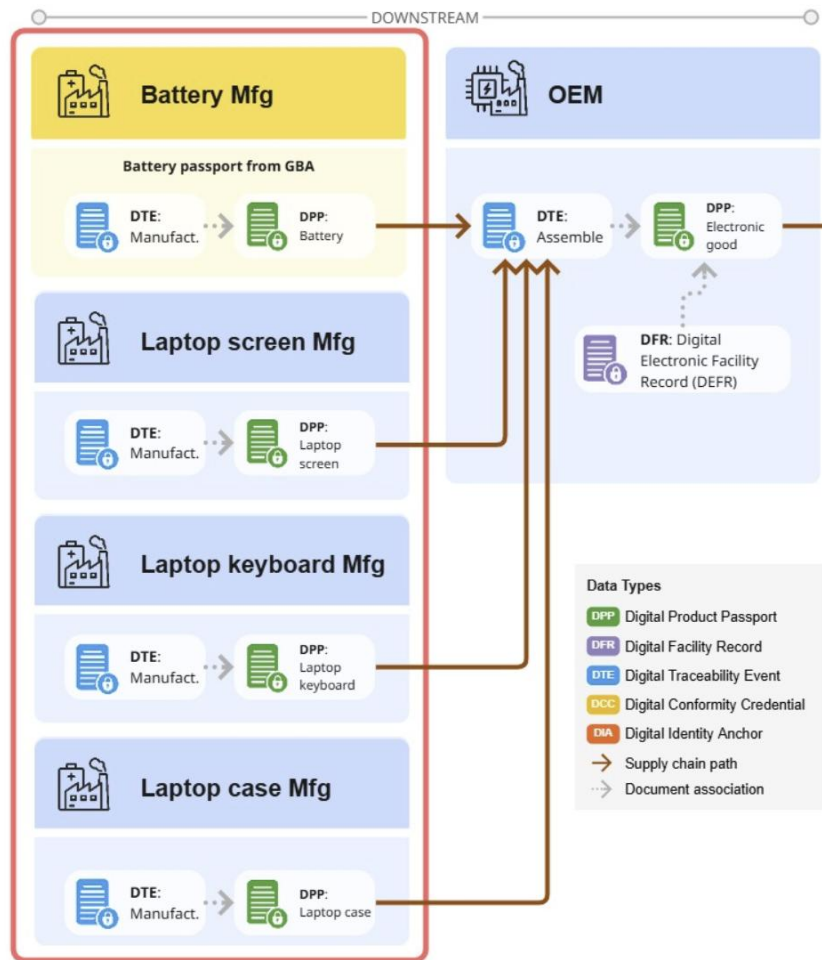 DOWNSTREAM
Battery Mfg
Battery passport from GBA
DTE:
Manufact.
DPP:
Battery
Laptop screen Mfg
DTE:
Manufact.
DPP:
Laptop
screen
Laptop keyboard Mfg
DTE:
Manufact.
DPP:
Laptop
keyboard
Laptop case Mfg
DTE:
Manufact.
DPP:
Laptop case
OEM
DTE:
Assemble
DPP:
Electronic
good
DFR: Digital
Electronic Facility
Record (DEFR)
Data Types
DPP Digital Product Passport
DFR Digital Facility Record
DTE Digital Traceability Event
DCC Digital Conformity Credential
DIA Digital Identity Anchor
Supply chain path
Document association